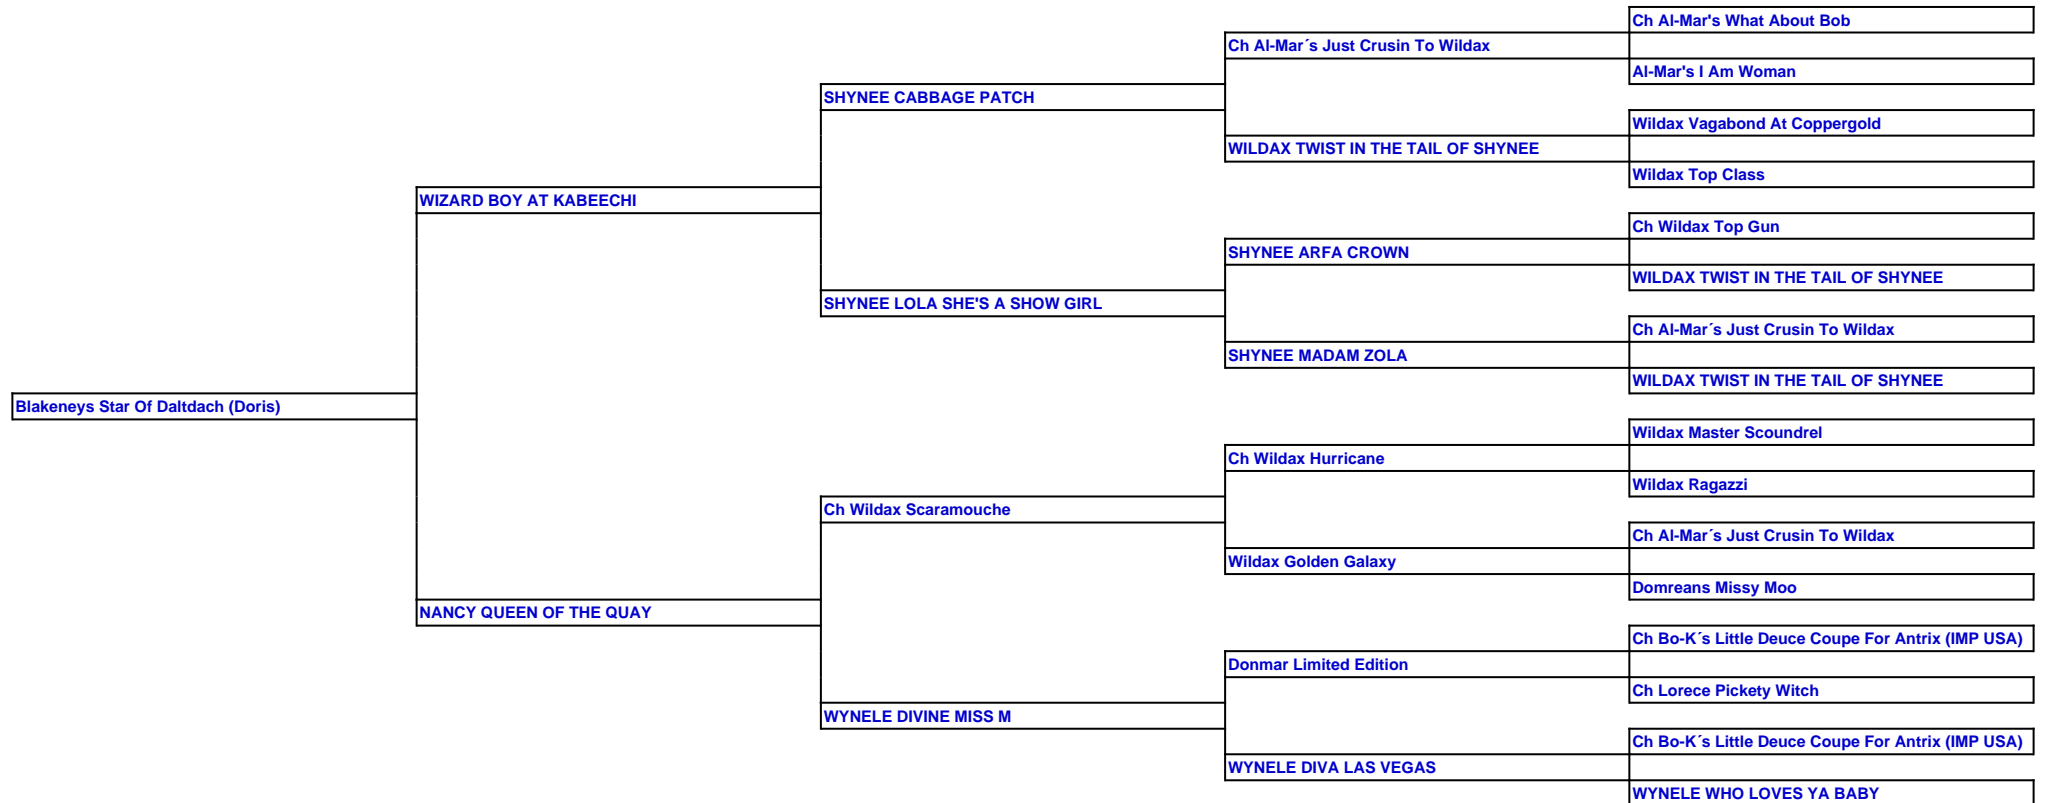 Ch Al-Mar's What About Bob
Ch Al-Mar´s Just Crusin To Wildax
Al-Mar's I Am Woman
SHYNEE CABBAGE PATCH
Wildax Vagabond At Coppergold
WILDAX TWIST IN THE TAIL OF SHYNEE
Wildax Top Class
WIZARD BOY AT KABEECHI
Ch Wildax Top Gun
SHYNEE ARFA CROWN
WILDAX TWIST IN THE TAIL OF SHYNEE
SHYNEE LOLA SHE'S A SHOW GIRL
Ch Al-Mar´s Just Crusin To Wildax
SHYNEE MADAM ZOLA
WILDAX TWIST IN THE TAIL OF SHYNEE
Blakeneys Star Of Daltdach (Doris)
Wildax Master Scoundrel
Ch Wildax Hurricane
Wildax Ragazzi
Ch Wildax Scaramouche
Ch Al-Mar´s Just Crusin To Wildax
Wildax Golden Galaxy
Domreans Missy Moo
NANCY QUEEN OF THE QUAY
Ch Bo-K´s Little Deuce Coupe For Antrix (IMP USA)
Donmar Limited Edition
Ch Lorece Pickety Witch
WYNELE DIVINE MISS M
Ch Bo-K´s Little Deuce Coupe For Antrix (IMP USA)
WYNELE DIVA LAS VEGAS
WYNELE WHO LOVES YA BABY